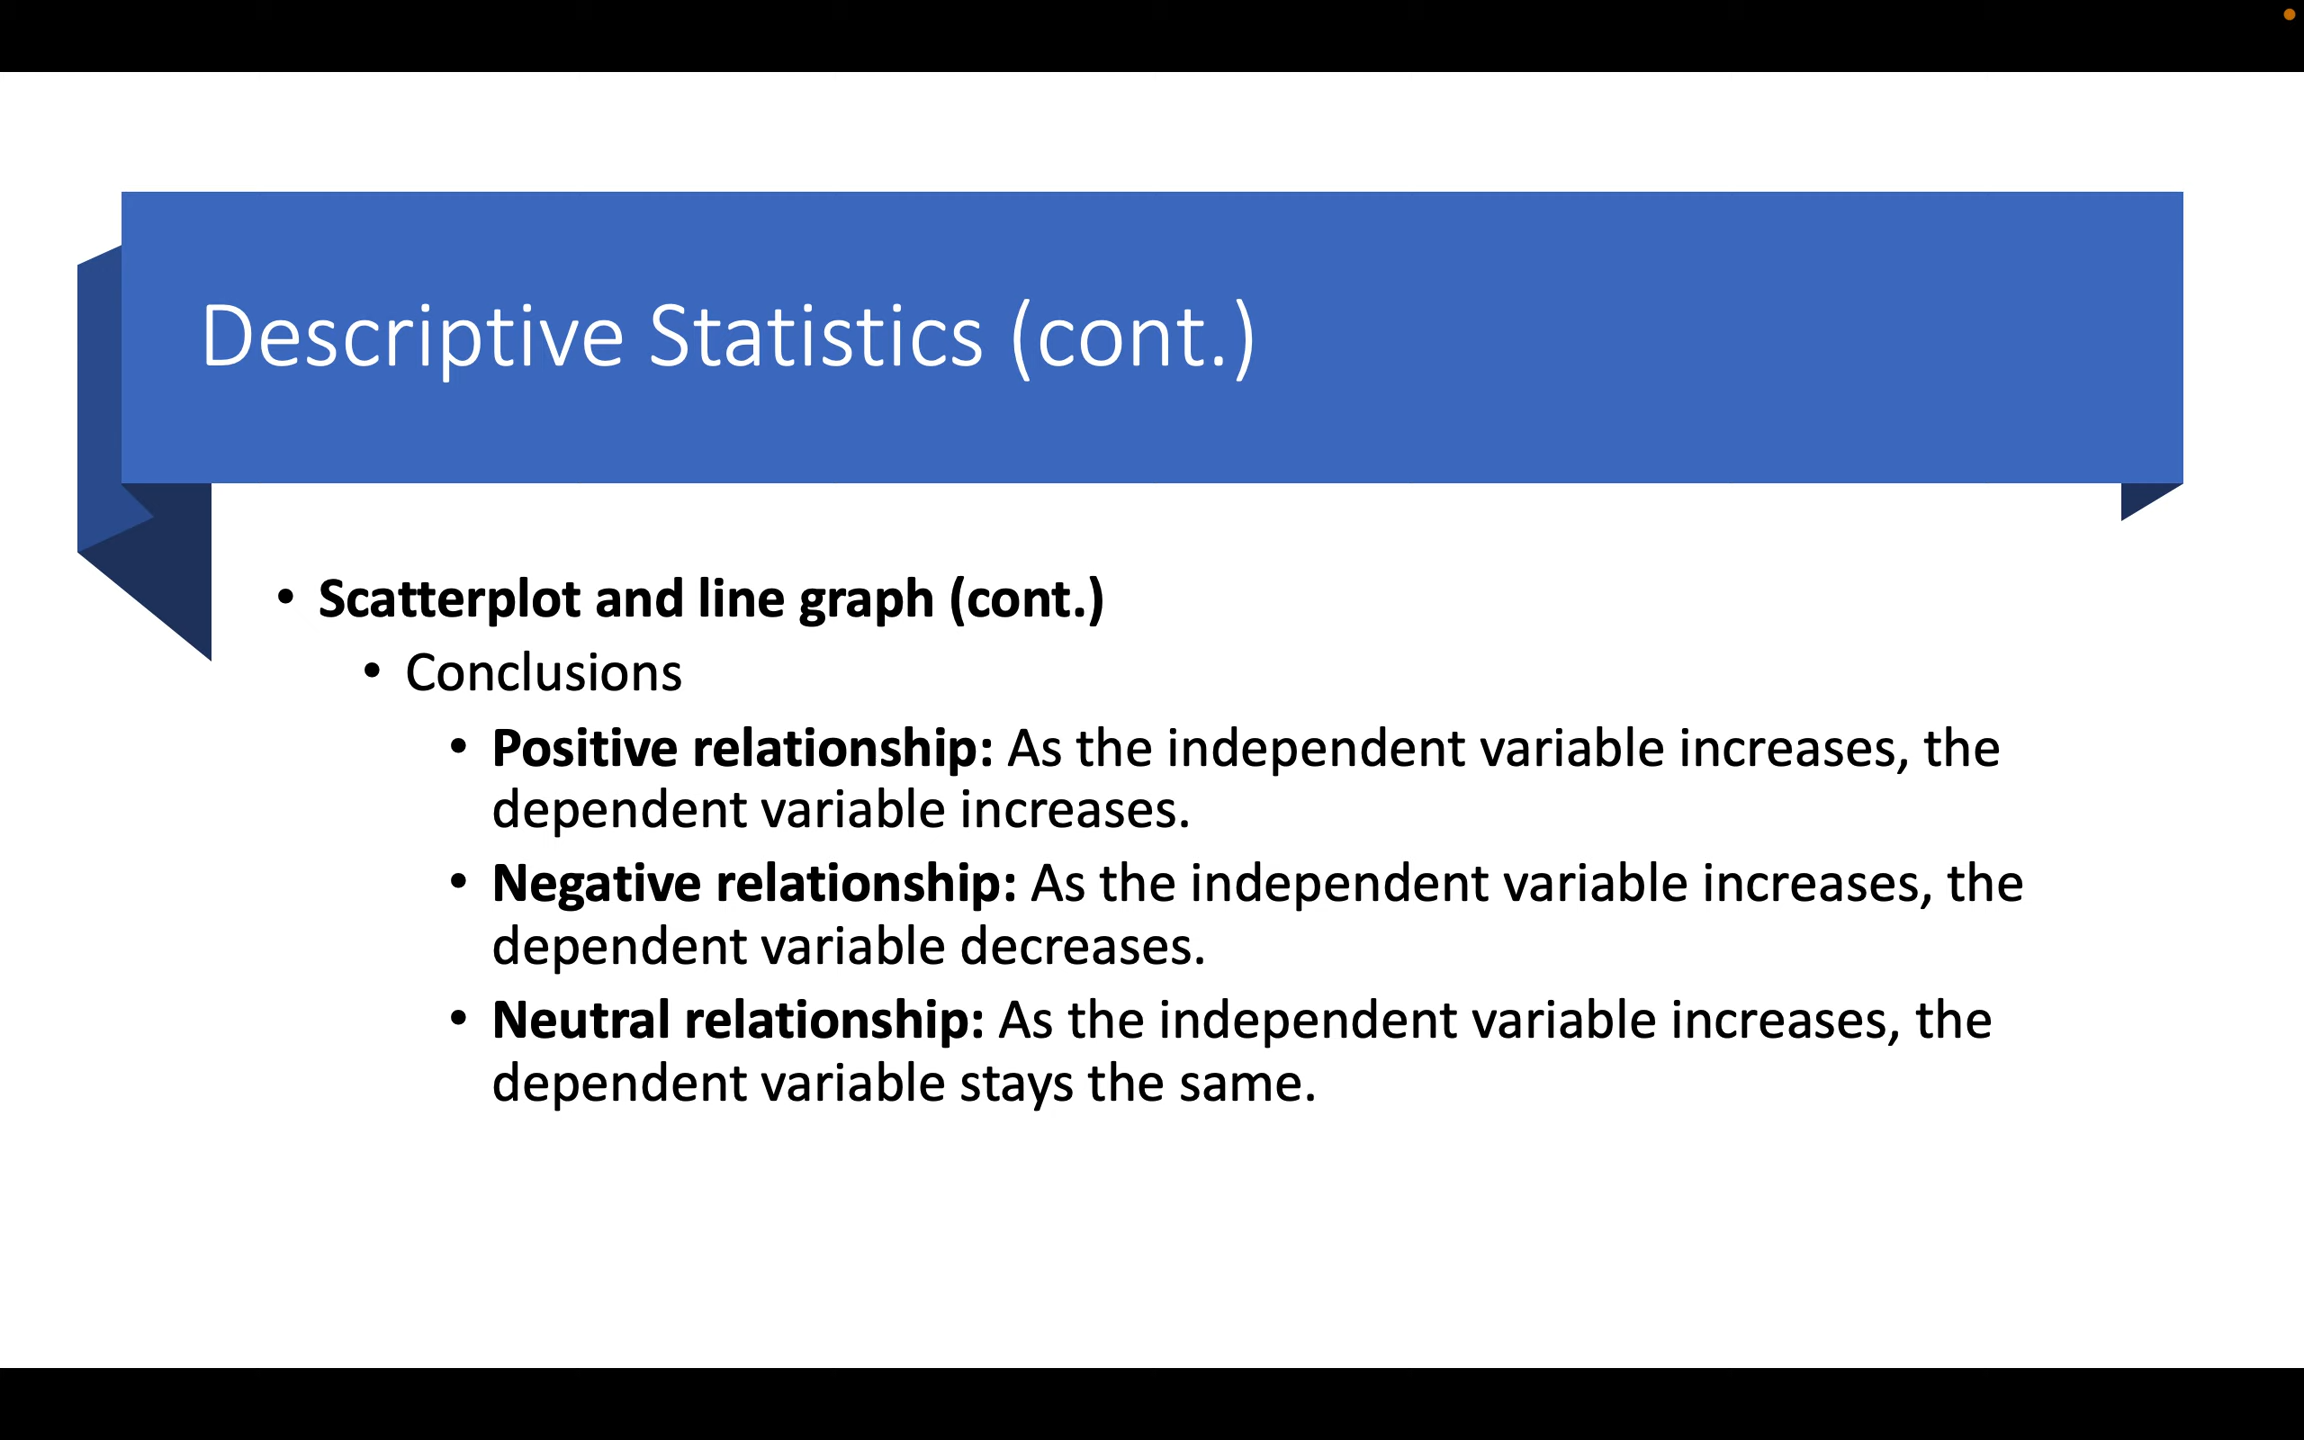 Descriptive Statistics (cont.)
• Scatterplot and line graph (cont.)
• Conclusions
• Positive relationship: As the independent variable increases, the
dependent variable increases.
• Negative relationship: As the independent variable increases, the
dependent variable decreases.
• Neutral relationship: As the independent variable increases, the
dependent variable stays the same.